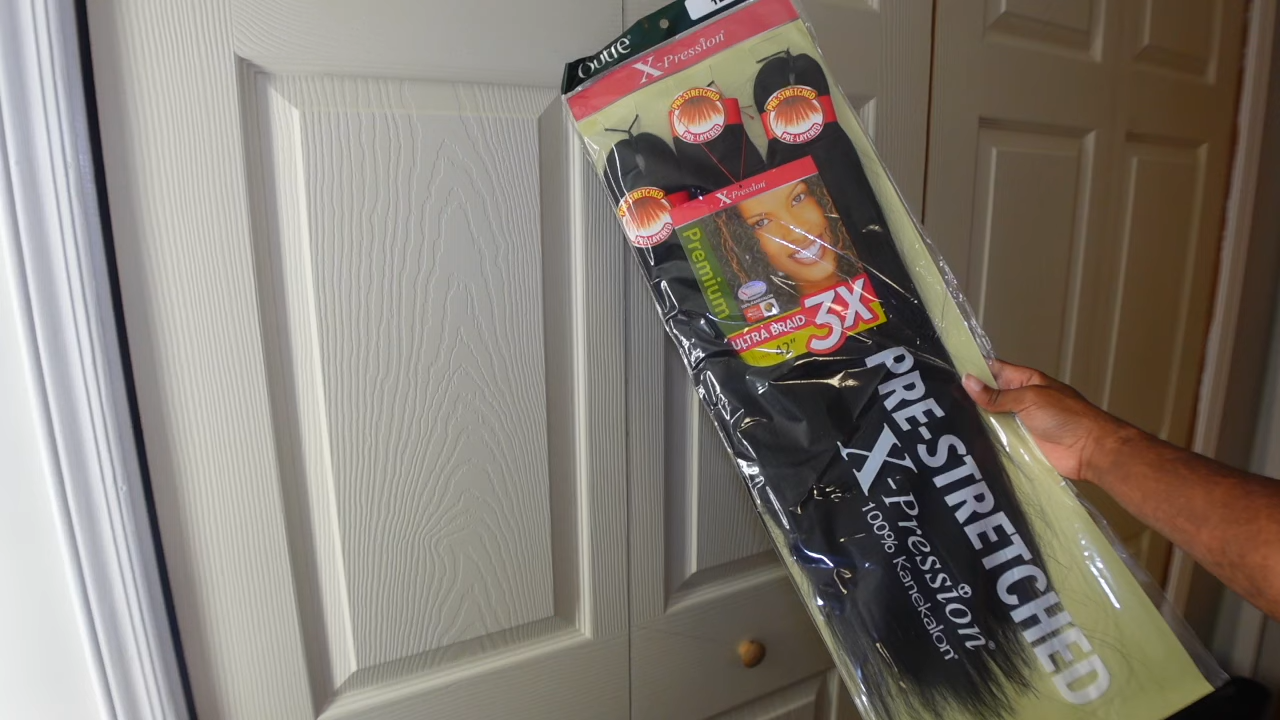 Outre®
X-Pression®
PRE-STRETCHED
PRE-LAYERED
PRE-STRETCHED
PRE-LAYERED
PRE-STRETCHED
PRE-LAYERED
X-Pression®
Premium
ULTRA BRAID
3X
42"
PRE-STRETCHED
X-Pression®
100% Kanekalon®